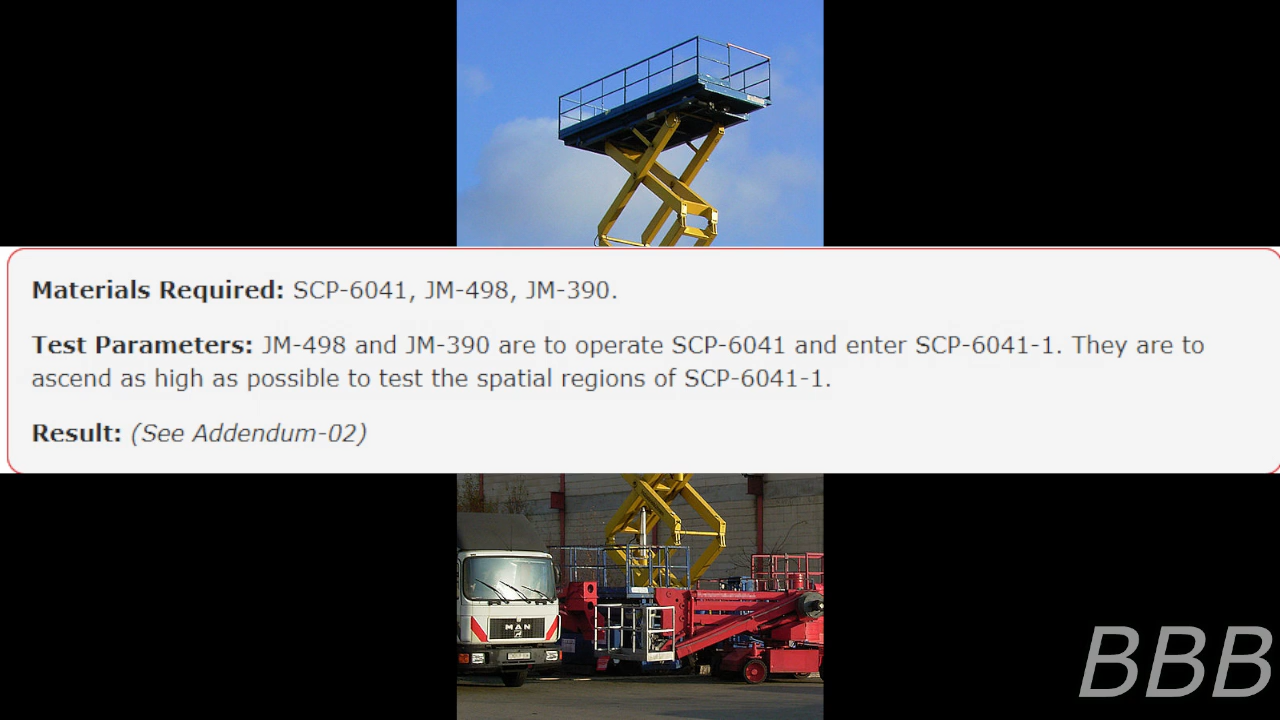 Materials Required: SCP-6041, JM-498, JM-390.
Test Parameters: JM-498 and JM-390 are to operate SCP-6041 and enter SCP-6041-1. They are to
ascend as high as possible to test the spatial regions of SCP-6041-1.
Result: (See Addendum-02)
MAN
BBB